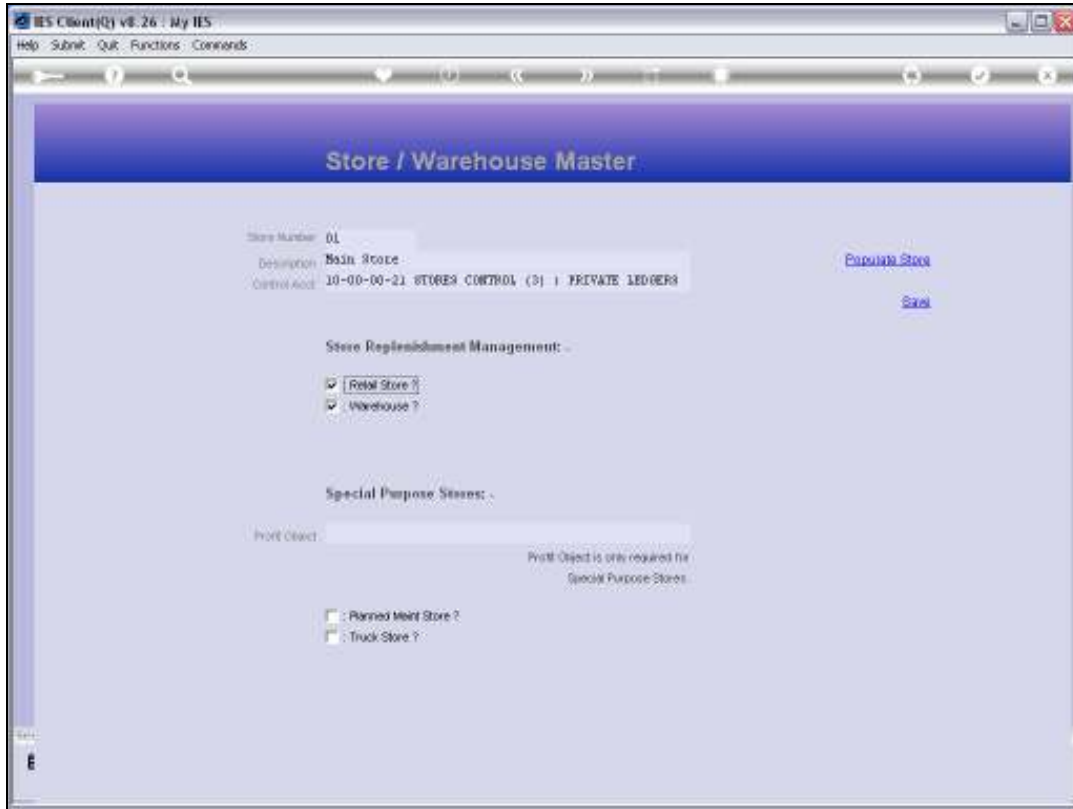 IES Client(Q) v8.26 : My IES
Help Submit Quit Functions Commands
Store / Warehouse Master
Store Number 01
Description Main Store
Control Acct 10-00-00-21 STORES CONTROL (3) : PRIVATE LEDGERS
Populate Store
Save
Store Replenishment Management: -
: Retail Store ?
: Warehouse ?
Special Purpose Stores: -
Profit Object
Profit Object is only required for
Special Purpose Stores.
: Planned Maint Store ?
: Truck Store ?